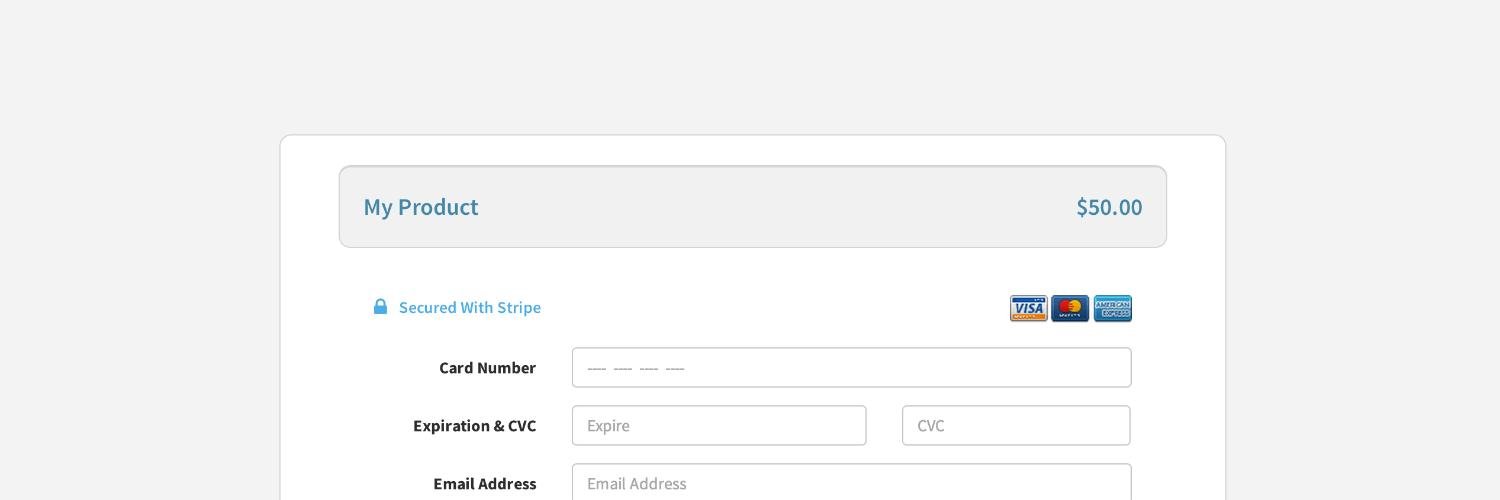 My Product $50.00
Secured With Stripe VISA AMERICAN EXPRESS
Card Number ---- ---- ---- ----
Expiration & CVC Expire CVC
Email Address Email Address